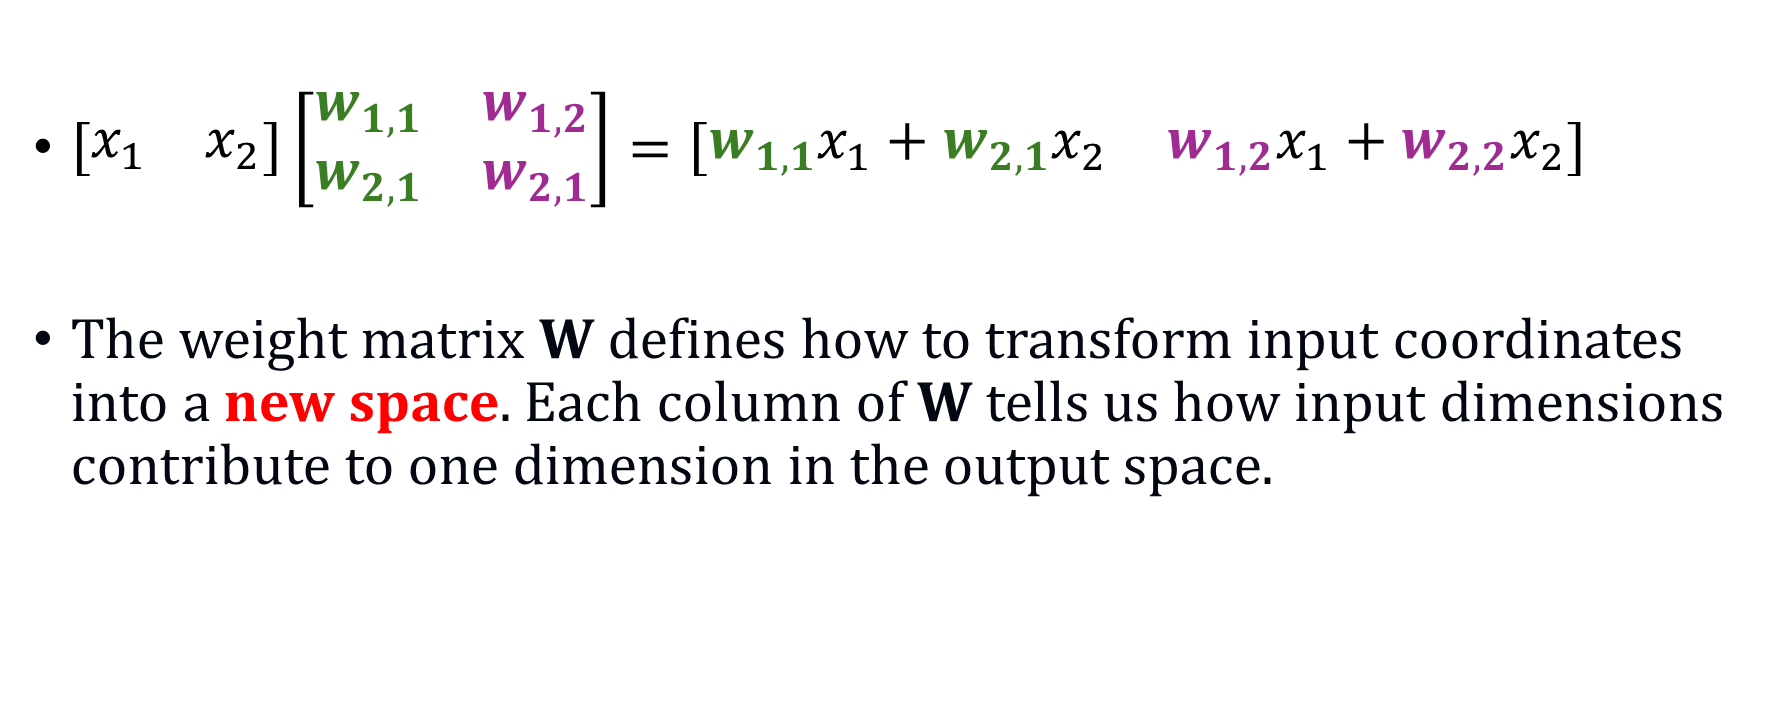 • [x₁ x₂] [w₁,₁ w₁,₂; w₂,₁ w₂,₁] = [w₁,₁x₁ + w₂,₁x₂ w₁,₂x₁ + w₂,₂x₂]
• The weight matrix W defines how to transform input coordinates
into a new space. Each column of W tells us how input dimensions
contribute to one dimension in the output space.